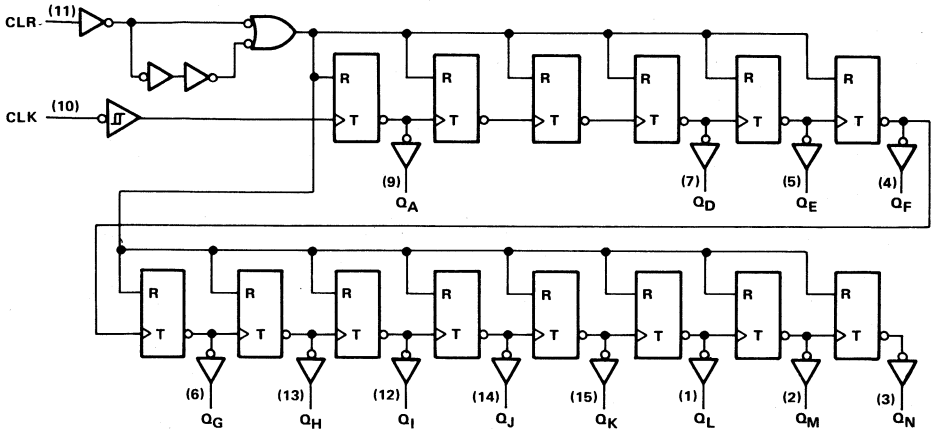 CLR (11)
CLK (10)
R R R R R R
T T T T T T
(9) (7) (5) (4)
QA QD QE QF
R R R R R R R R
T T T T T T T T
(6) (13) (12) (14) (15) (1) (2) (3)
QG QH QI QJ QK QL QM QN